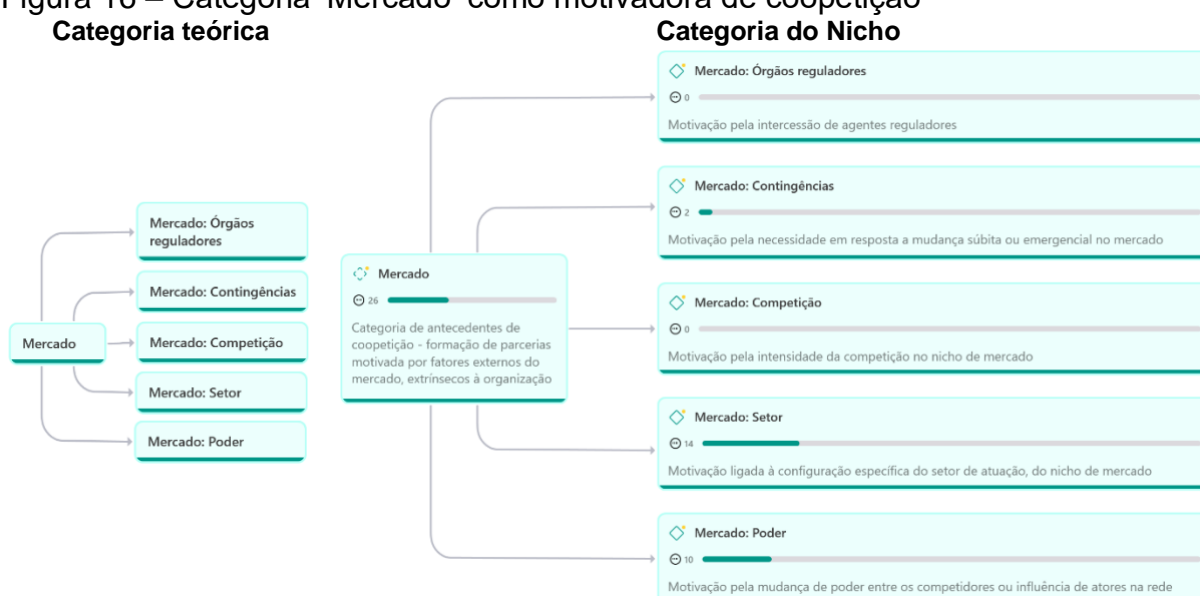 Figura 16 – Categoria 'Mercado' como motivadora de coopetição
Categoria teórica
Categoria do Nicho
Mercado
Mercado: Órgãos
reguladores
Mercado: Contingências
Mercado: Competição
Mercado: Setor
Mercado: Poder
Mercado
26
Categoria de antecedentes de
coopetição - formação de parcerias
motivada por fatores externos do
mercado, extrínsecos à organização
Mercado: Órgãos reguladores
0
Motivação pela intercessão de agentes reguladores
Mercado: Contingências
2
Motivação pela necessidade em resposta a mudança súbita ou emergencial no mercado
Mercado: Competição
0
Motivação pela intensidade da competição no nicho de mercado
Mercado: Setor
14
Motivação ligada à configuração específica do setor de atuação, do nicho de mercado
Mercado: Poder
10
Motivação pela mudança de poder entre os competidores ou influência de atores na rede